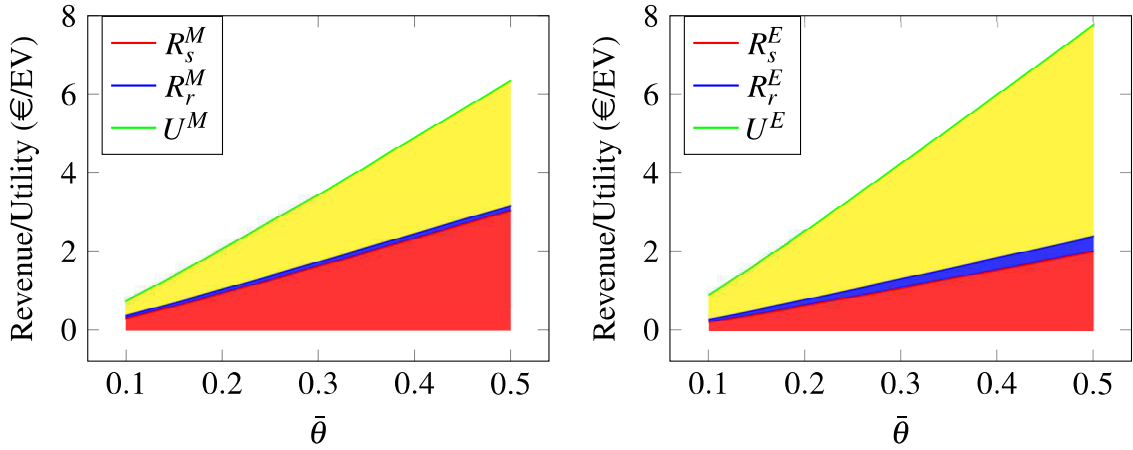 Revenue/Utility (€/EV)
8
6
4
2
0
R_s^M
R_r^M
U^M
0.1 0.2 0.3 0.4 0.5
θ̄
Revenue/Utility (€/EV)
8
6
4
2
0
R_s^E
R_r^E
U^E
0.1 0.2 0.3 0.4 0.5
θ̄